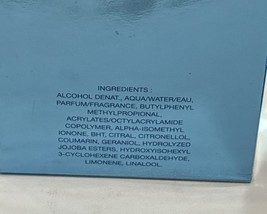 INGREDIENTS :
ALCOHOL DENAT., AQUA/WATER/EAU,
PARFUM/FRAGRANCE, BUTYLPHENYL
METHYLPROPIONAL,
ACRYLATES/OCTYLACRYLAMIDE
COPOLYMER, ALPHA-ISOMETHYL
IONONE, BHT, CITRAL, CITRONELLOL,
COUMARIN, GERANIOL, HYDROLYZED
JOJOBA ESTERS, HYDROXYISOHEXYL
3-CYCLOHEXENE CARBOXALDEHYDE,
LIMONENE, LINALOOL.